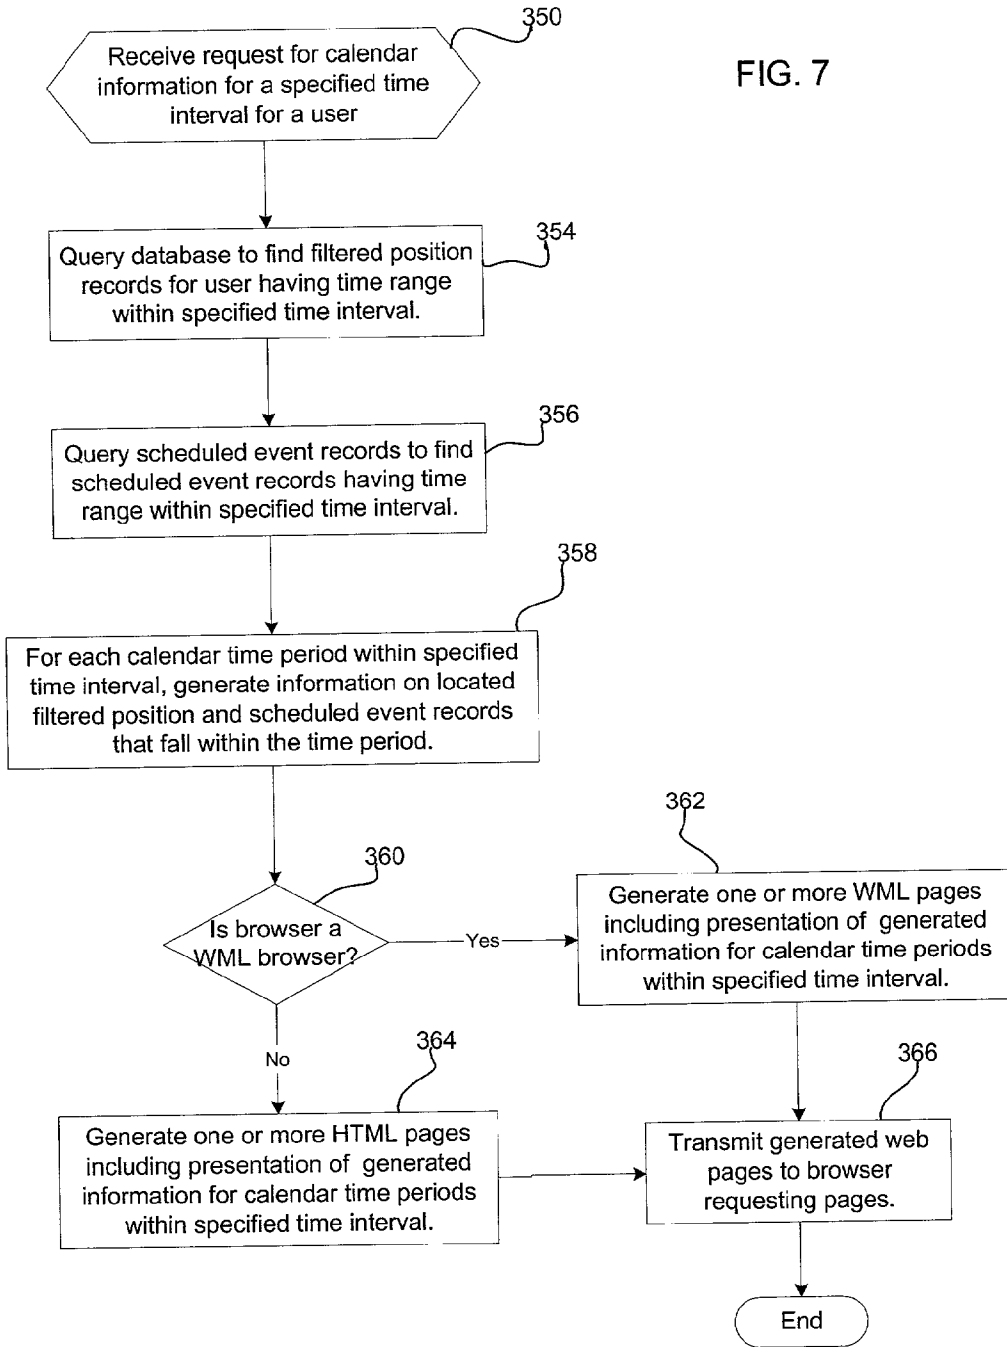 350
Receive request for calendar
information for a specified time
interval for a user
FIG. 7
354
Query database to find filtered position
records for user having time range
within specified time interval.
356
Query scheduled event records to find
scheduled event records having time
range within specified time interval.
358
For each calendar time period within specified
time interval, generate information on located
filtered position and scheduled event records
that fall within the time period.
360
Is browser a
WML browser?
Yes
362
Generate one or more WML pages
including presentation of generated
information for calendar time periods
within specified time interval.
No
364
Generate one or more HTML pages
including presentation of generated
information for calendar time periods
within specified time interval.
366
Transmit generated web
pages to browser
requesting pages.
End